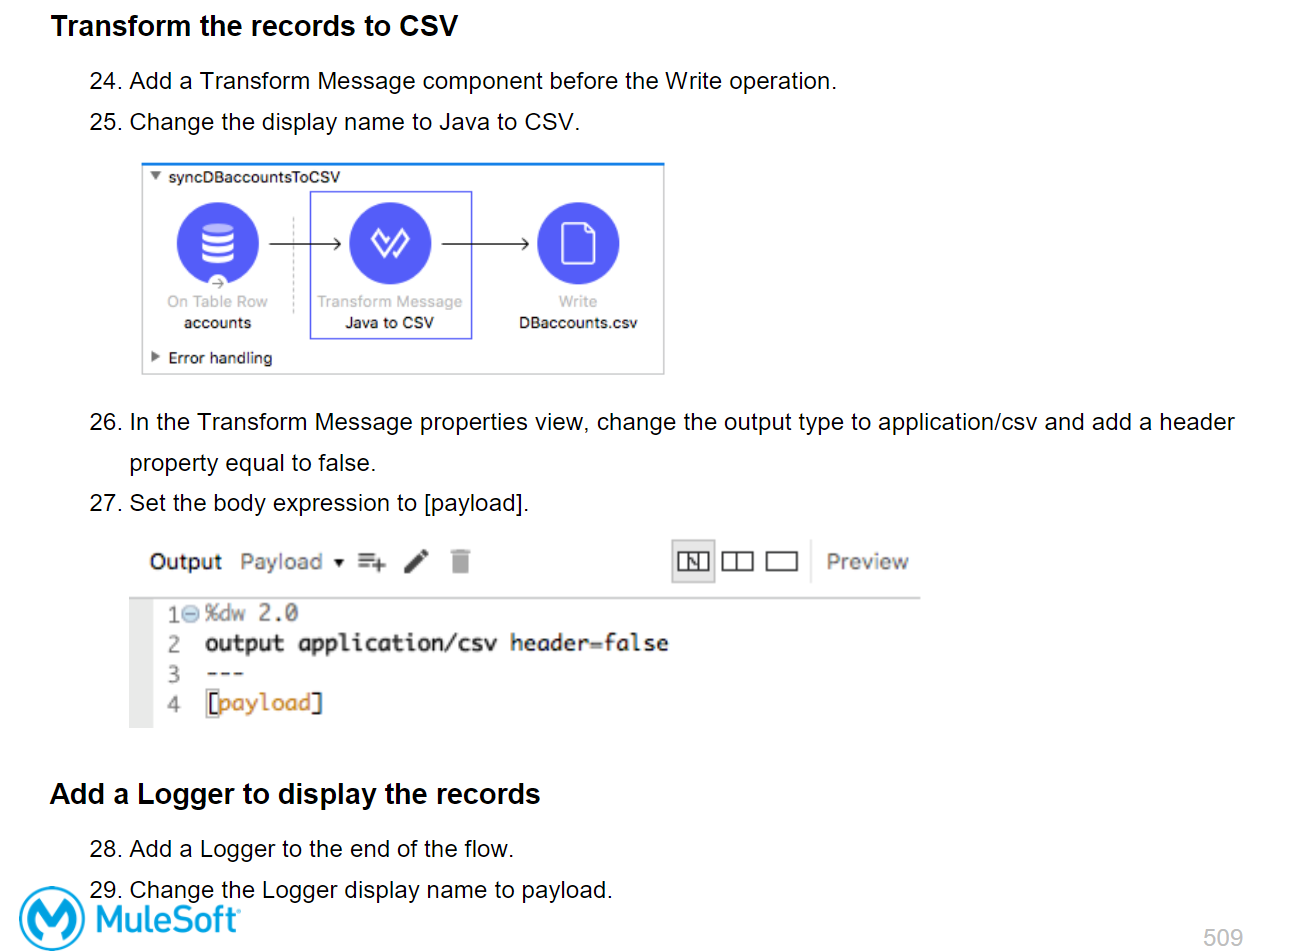 Transform the records to CSV
24. Add a Transform Message component before the Write operation.
25. Change the display name to Java to CSV.
syncDBaccountsToCSV
On Table Row
accounts
Transform Message
Java to CSV
Write
DBaccounts.csv
Error handling
26. In the Transform Message properties view, change the output type to application/csv and add a header
property equal to false.
27. Set the body expression to [payload].
Output Payload Preview
1 %dw 2.0
2 output application/csv header=false
3 ---
4 [payload]
Add a Logger to display the records
28. Add a Logger to the end of the flow.
29. Change the Logger display name to payload.
MuleSoft
509